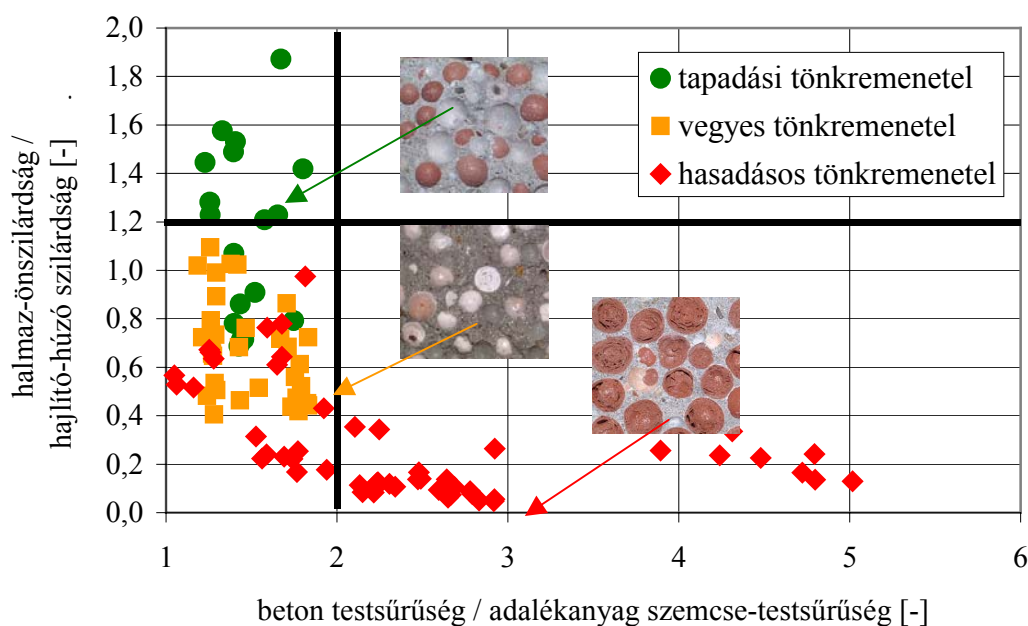 halmaz-önszilárdság /
hajlító-húzó szilárdság [-]
.
2,0
1,8
1,6
1,4
1,2
1,0
0,8
0,6
0,4
0,2
0,0
tapadási tönkremenetel
vegyes tönkremenetel
hasadásos tönkremenetel
1 2 3 4 5 6
beton testsűrűség / adalékanyag szemcse-testsűrűség [-]